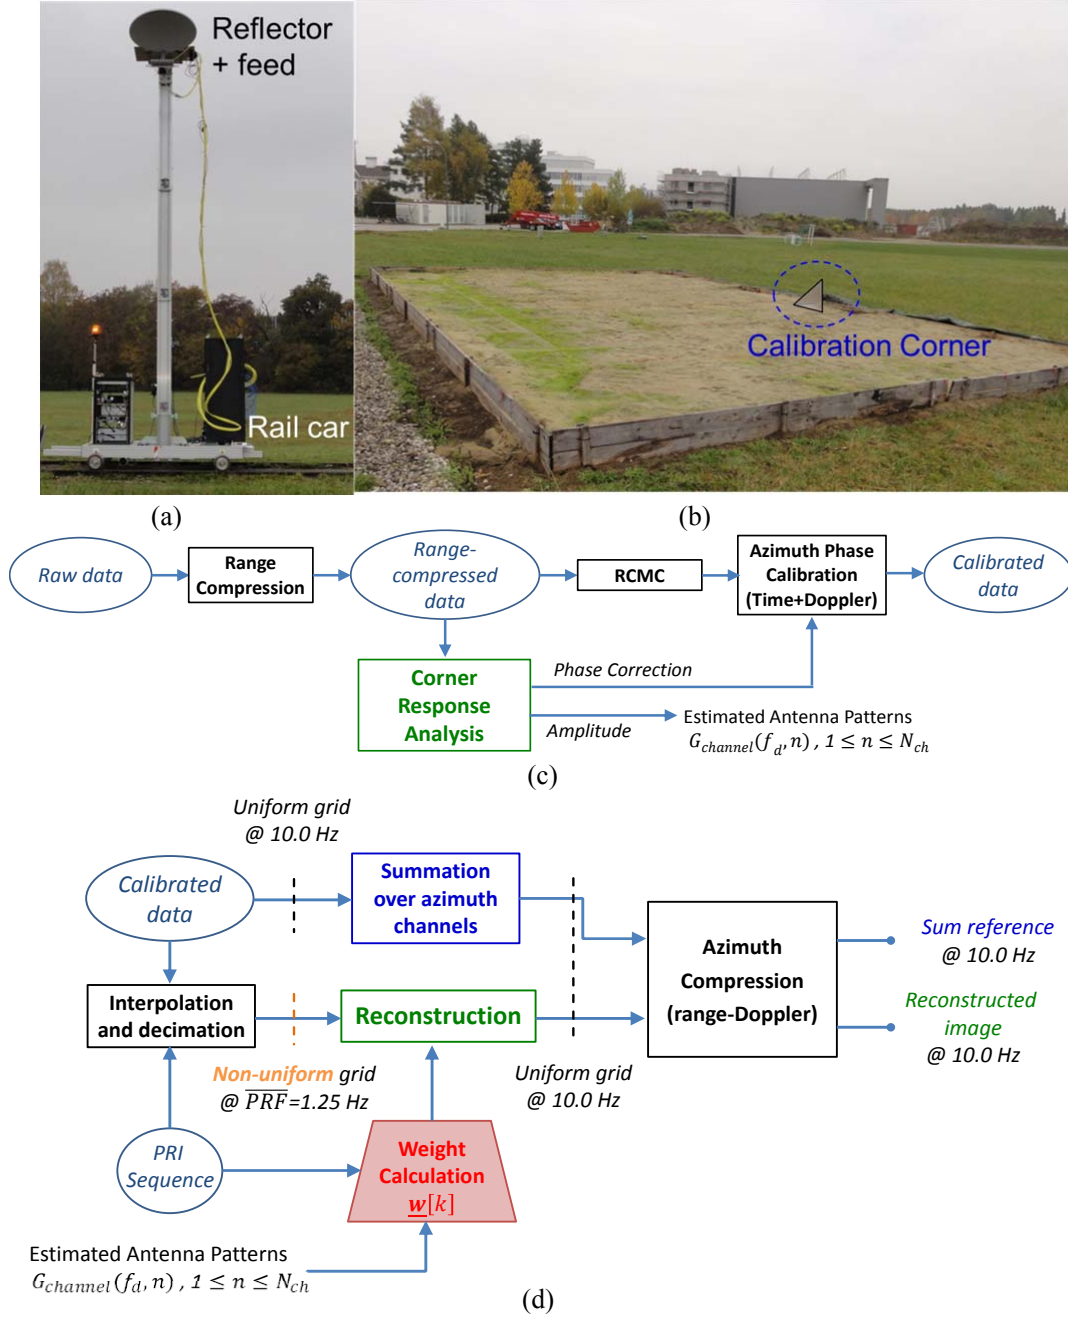 Reflector
+ feed
Rail car
Calibration Corner
(a)
(b)
Raw data
Range
Compression
Range-
compressed
data
RCMC
Azimuth Phase
Calibration
(Time+Doppler)
Calibrated
data
Corner
Response
Analysis
Phase Correction
Amplitude
Estimated Antenna Patterns
G_channel(f_d, n) , 1 ≤ n ≤ N_ch
(c)
Uniform grid
@ 10.0 Hz
Calibrated
data
Summation
over azimuth
channels
Interpolation
and decimation
Reconstruction
Azimuth
Compression
(range-Doppler)
Sum reference
@ 10.0 Hz
Reconstructed
image
@ 10.0 Hz
Non-uniform grid
@ P̅R̅F̅=1.25 Hz
Uniform grid
@ 10.0 Hz
PRI
Sequence
Weight
Calculation
w̲[k]
Estimated Antenna Patterns
G_channel(f_d, n) , 1 ≤ n ≤ N_ch
(d)